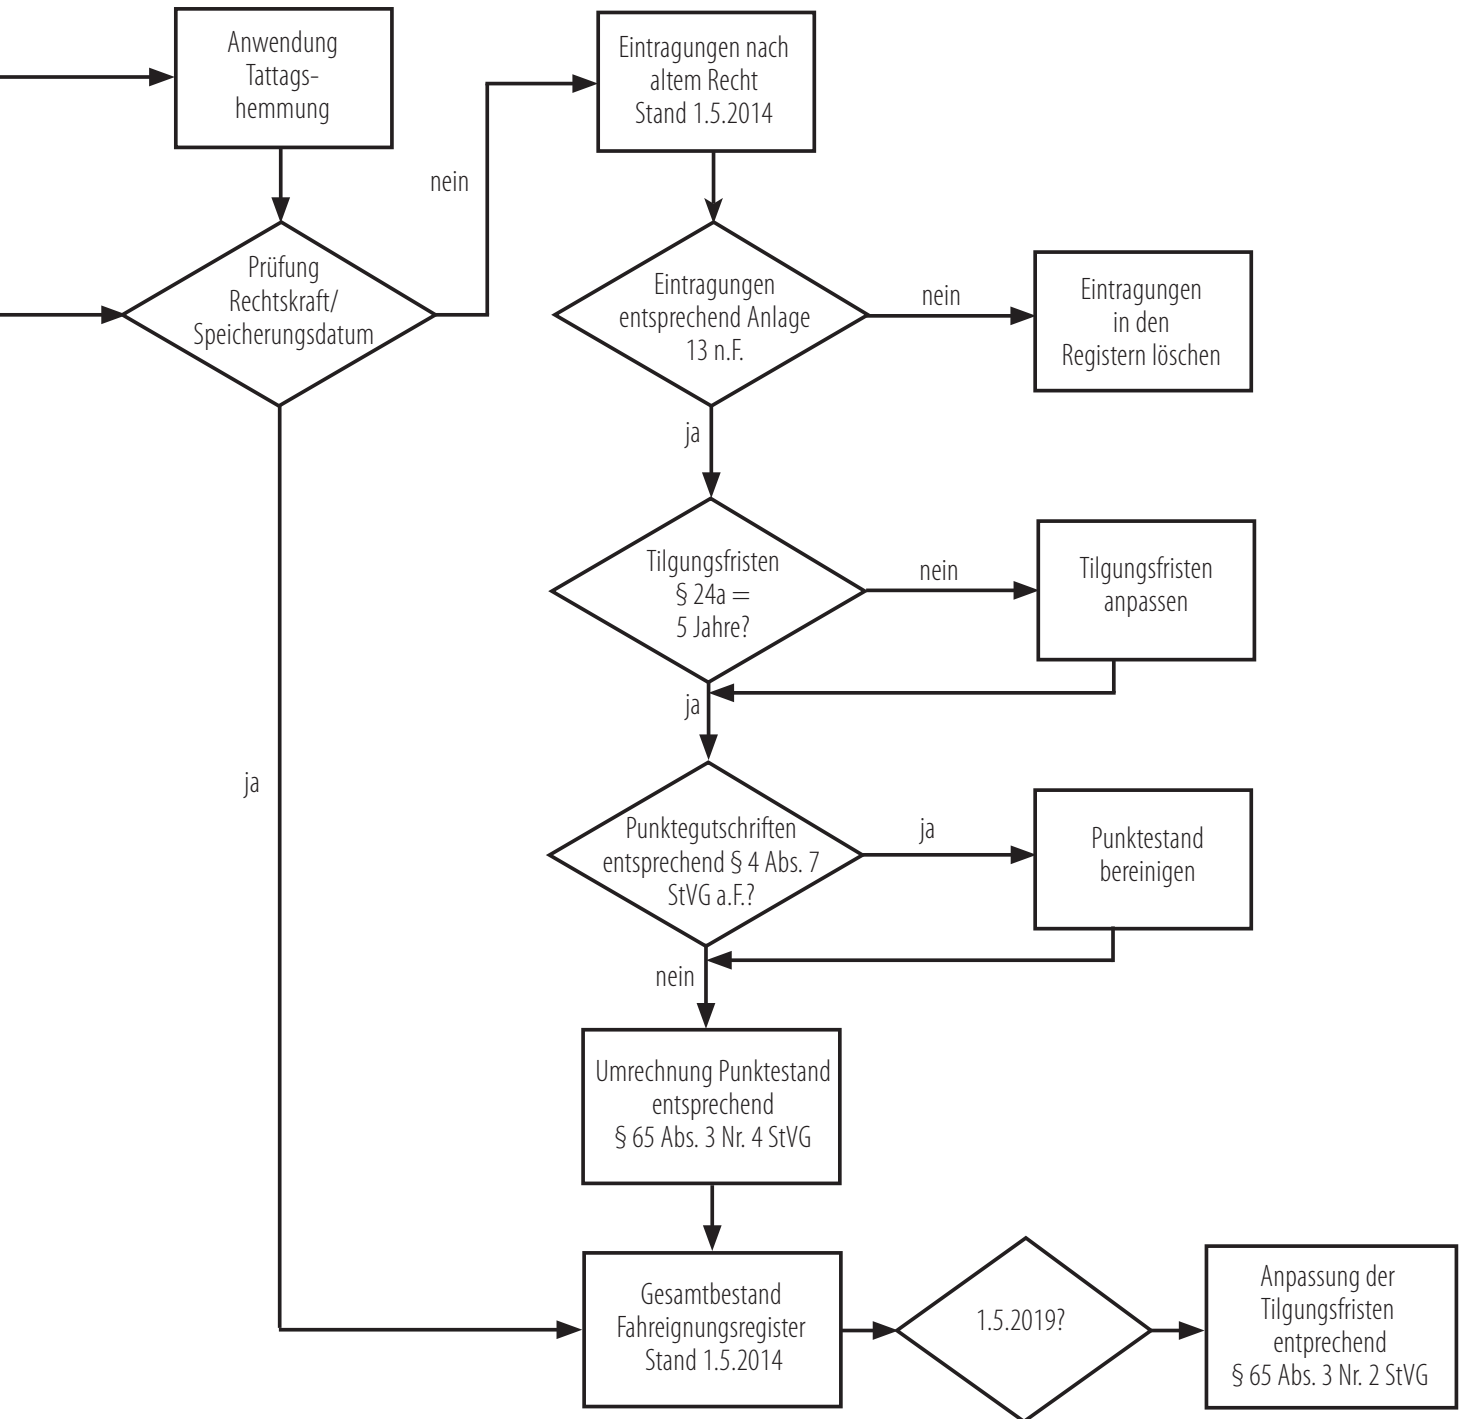 Anwendung
Tattags-
hemmung
Eintragungen nach
altem Recht
Stand 1.5.2014
nein
Prüfung
Rechtskraft/
Speicherungsdatum
Eintragungen
entsprechend Anlage
13 n.F.
nein
Eintragungen
in den
Registern löschen
ja
Tilgungsfristen
§ 24a =
5 Jahre?
nein
Tilgungsfristen
anpassen
ja
ja
Punktegutschriften
entsprechend § 4 Abs. 7
StVG a.F.?
ja
Punktestand
bereinigen
nein
Umrechnung Punktestand
entsprechend
§ 65 Abs. 3 Nr. 4 StVG
Gesamtbestand
Fahreignungsregister
Stand 1.5.2014
1.5.2019?
Anpassung der
Tilgungsfristen
entprechend
§ 65 Abs. 3 Nr. 2 StVG